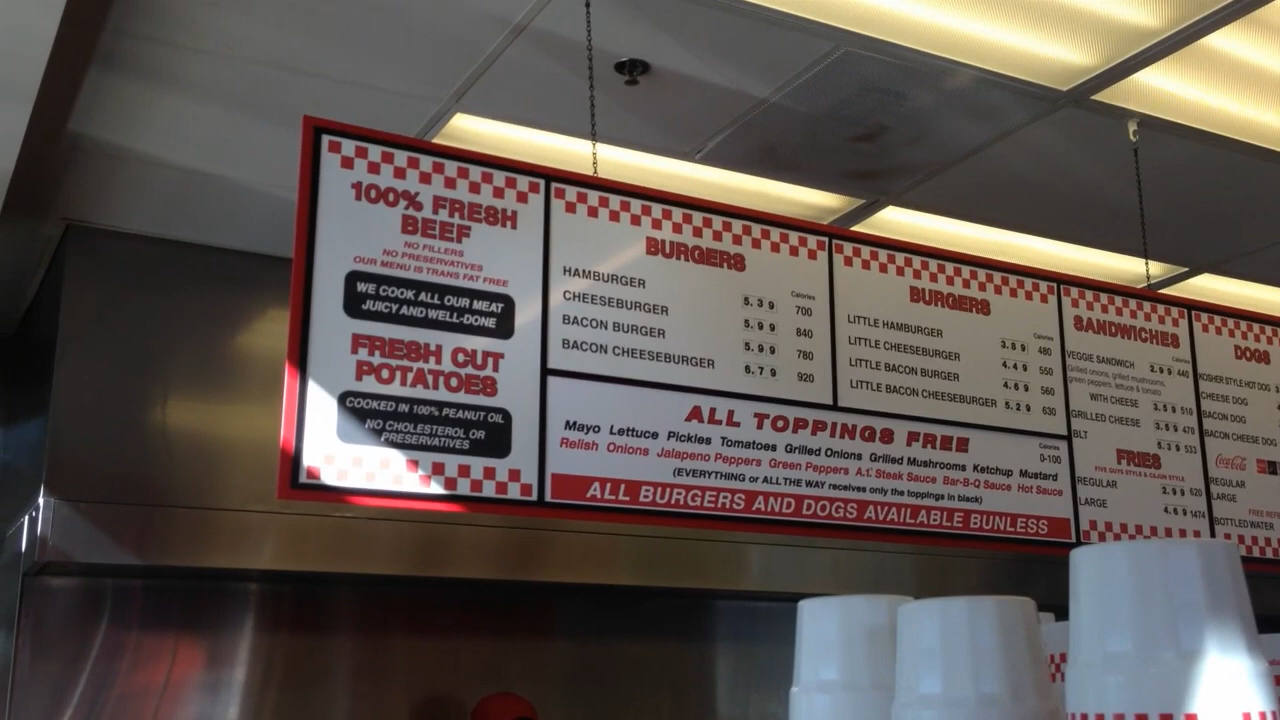 100% FRESH
BEEF
NO FILLERS
NO PRESERVATIVES
OUR MENU IS TRANS FAT FREE
WE COOK ALL OUR MEAT
JUICY AND WELL-DONE
FRESH CUT
POTATOES
COOKED IN 100% PEANUT OIL
NO CHOLESTEROL OR
PRESERVATIVES
BURGERS
Calories
HAMBURGER 5.39 700
CHEESEBURGER 5.99 840
BACON BURGER 5.99 780
BACON CHEESEBURGER 6.79 920
BURGERS
Calories
LITTLE HAMBURGER 3.89 480
LITTLE CHEESEBURGER 4.49 550
LITTLE BACON BURGER 4.69 560
LITTLE BACON CHEESEBURGER 5.29 630
ALL TOPPINGS FREE
Calories
0-100
Mayo Lettuce Pickles Tomatoes Grilled Onions Grilled Mushrooms Ketchup Mustard
Relish Onions Jalapeno Peppers Green Peppers A.1. Steak Sauce Bar-B-Q Sauce Hot Sauce
(EVERYTHING or ALL THE WAY receives only the toppings in black)
ALL BURGERS AND DOGS AVAILABLE BUNLESS
SANDWICHES
Calories
VEGGIE SANDWICH 2.99 440
Grilled onions, grilled mushrooms,
green peppers, lettuce & tomato
WITH CHEESE 3.59 510
GRILLED CHEESE 3.59 470
BLT 5.39 533
FRIES
FIVE GUYS STYLE & CAJUN STYLE
REGULAR 2.99 620
LARGE 4.69 1474
DOGS
KOSHER STYLE HOT DOG
CHEESE DOG
BACON DOG
BACON CHEESE DOG
Coca-Cola
REGULAR
LARGE
FREE
BOTTLED WATER